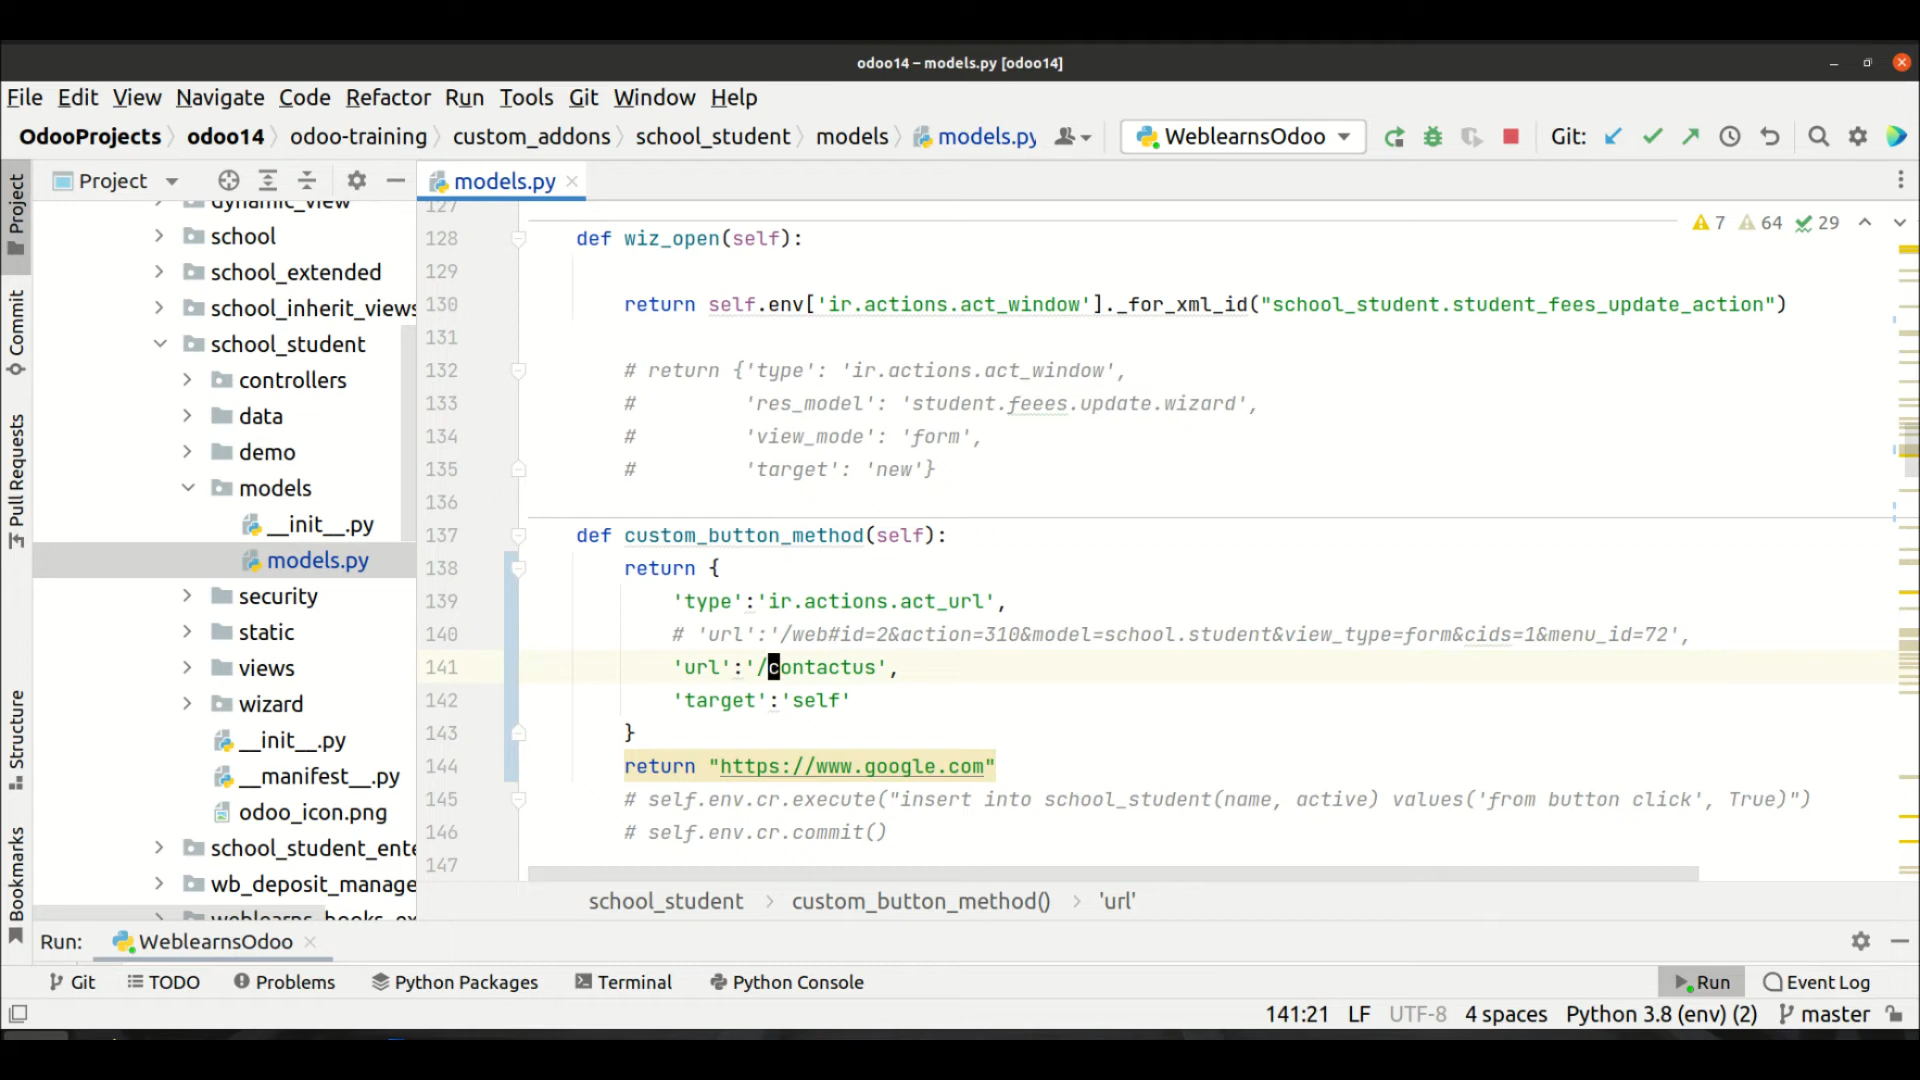 odoo14 – models.py [odoo14]
File Edit View Navigate Code Refactor Run Tools Git Window Help
OdooProjects odoo14 odoo-training custom_addons school_student models models.py WeblearnsOdoo Git:
Project
models.py
7 64 29
Project
Commit
Pull Requests
Structure
Bookmarks
dynamic_view
school
school_extended
school_inherit_views
school_student
controllers
data
demo
models
__init__.py
models.py
security
static
views
wizard
__init__.py
__manifest__.py
odoo_icon.png
school_student_ente
wb_deposit_manage
127
128 def wiz_open(self):
129
130 return self.env['ir.actions.act_window']._for_xml_id("school_student.student_fees_update_action")
131
132 # return {'type': 'ir.actions.act_window',
133 # 'res_model': 'student.feees.update.wizard',
134 # 'view_mode': 'form',
135 # 'target': 'new'}
136
137 def custom_button_method(self):
138 return {
139 'type':'ir.actions.act_url',
140 # 'url':'/web#id=2&action=310&model=school.student&view_type=form&cids=1&menu_id=72',
141 'url':'/contactus',
142 'target':'self'
143 }
144 return "https://www.google.com"
145 # self.env.cr.execute("insert into school_student(name, active) values('from button click', True)")
146 # self.env.cr.commit()
147
school_student custom_button_method() 'url'
Run: WeblearnsOdoo
Git TODO Problems Python Packages Terminal Python Console Run Event Log
141:21 LF UTF-8 4 spaces Python 3.8 (env) (2) master